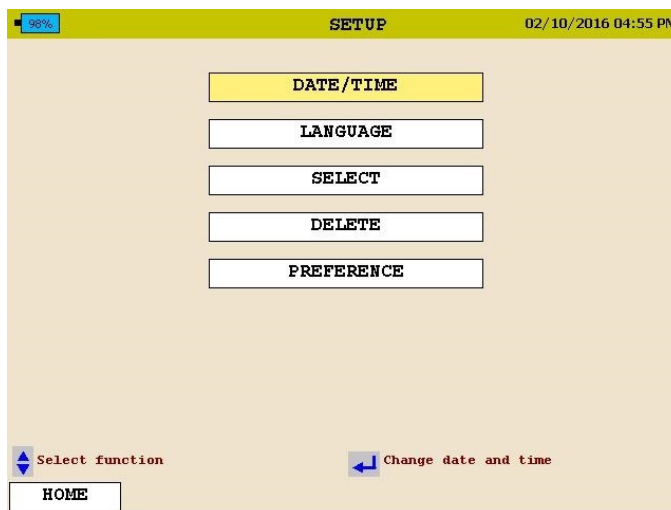 98% SETUP 02/10/2016 04:55 PM
DATE/TIME
LANGUAGE
SELECT
DELETE
PREFERENCE
Select function Change date and time
HOME